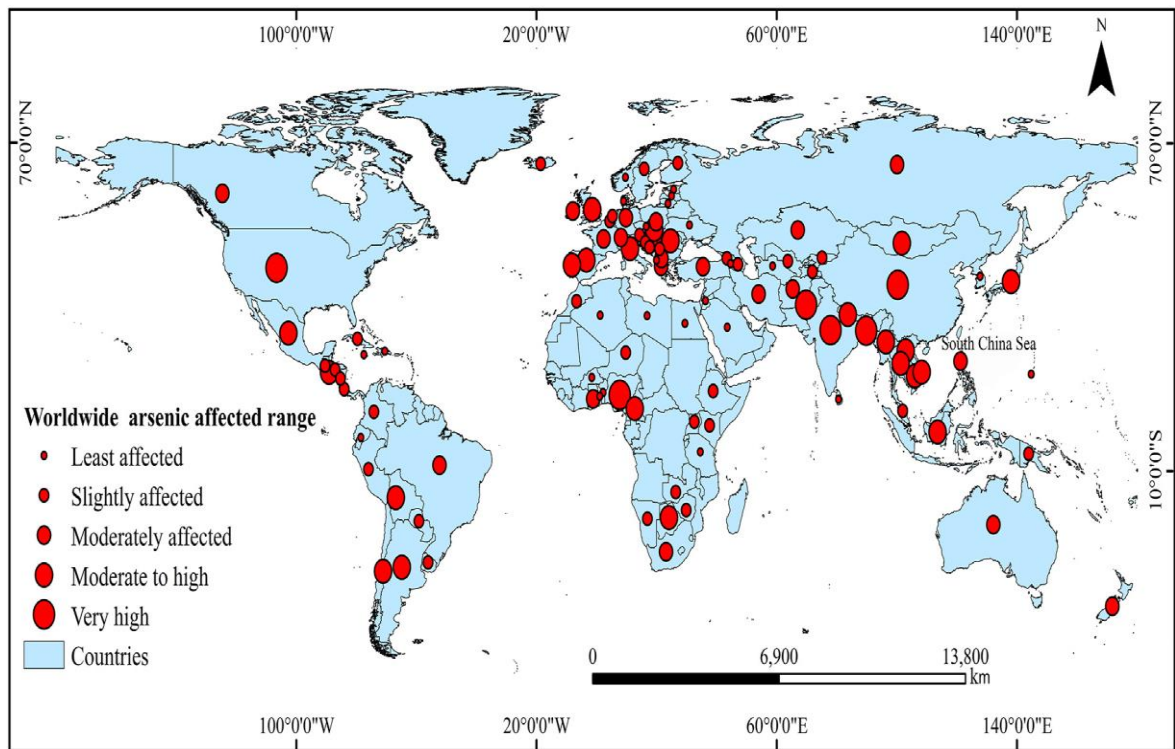 100°0'0"W 20°0'0"W 60°0'0"E 140°0'0"E
N
70°0'0"N 70°0'0"N
South China Sea
Worldwide arsenic affected range
Least affected
Slightly affected
Moderately affected
Moderate to high
Very high
Countries
10°0'0"S
0 6,900 13,800
km
100°0'0"W 20°0'0"W 60°0'0"E 140°0'0"E